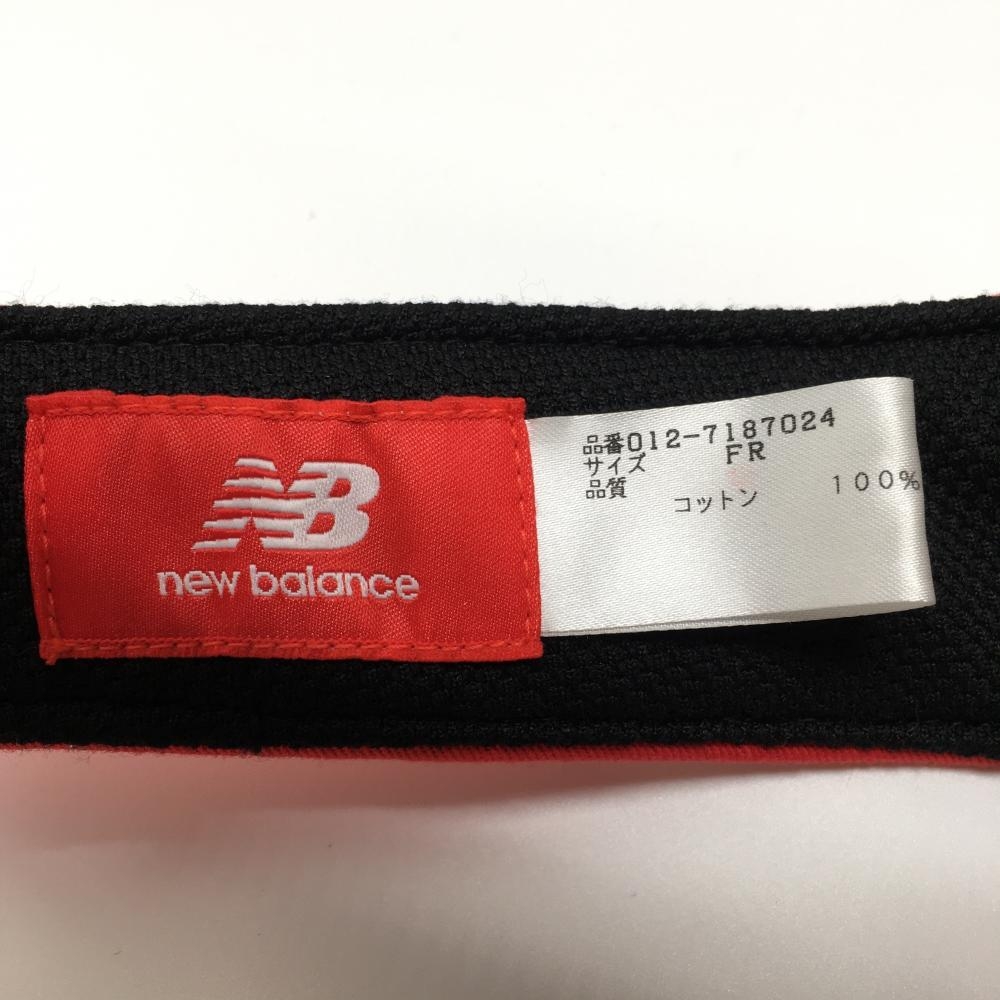 NB
new balance
品番012-7187024
サイズ FR
品質
コットン 100%